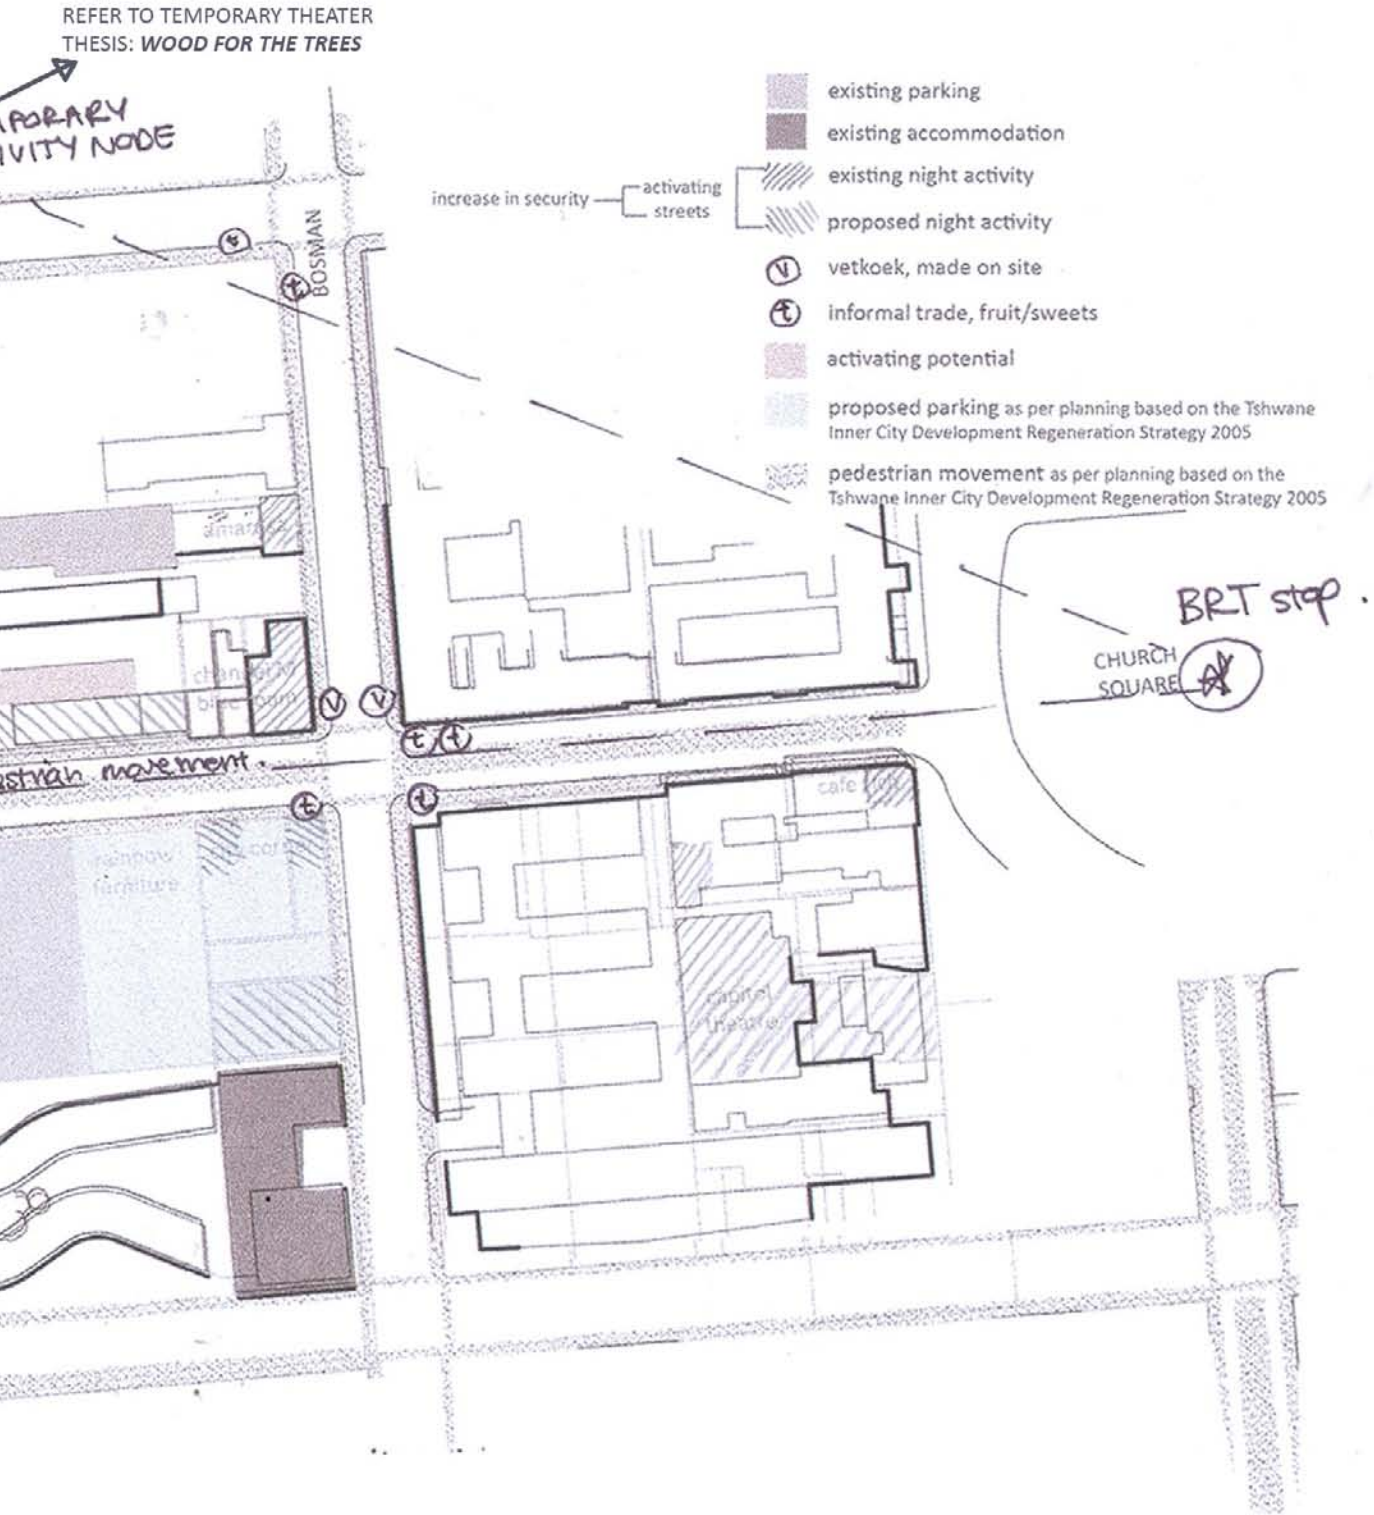 REFER TO TEMPORARY THEATER
THESIS: WOOD FOR THE TREES
NODE
BOSMAN
existing parking
existing accommodation
existing night activity
proposed night activity
increase in security
activating
streets
V vetkoek, made on site
t informal trade, fruit/sweets
activating potential
proposed parking as per planning based on the Tshwane
Inner City Development Regeneration Strategy 2005
pedestrian movement as per planning based on the
Tshwane Inner City Development Regeneration Strategy 2005
t
t
BRT stop.
CHURCH
SQUARE
V
V
t
t
movement.
t
t
cafe
rainbow
furniture
capitol
theatre